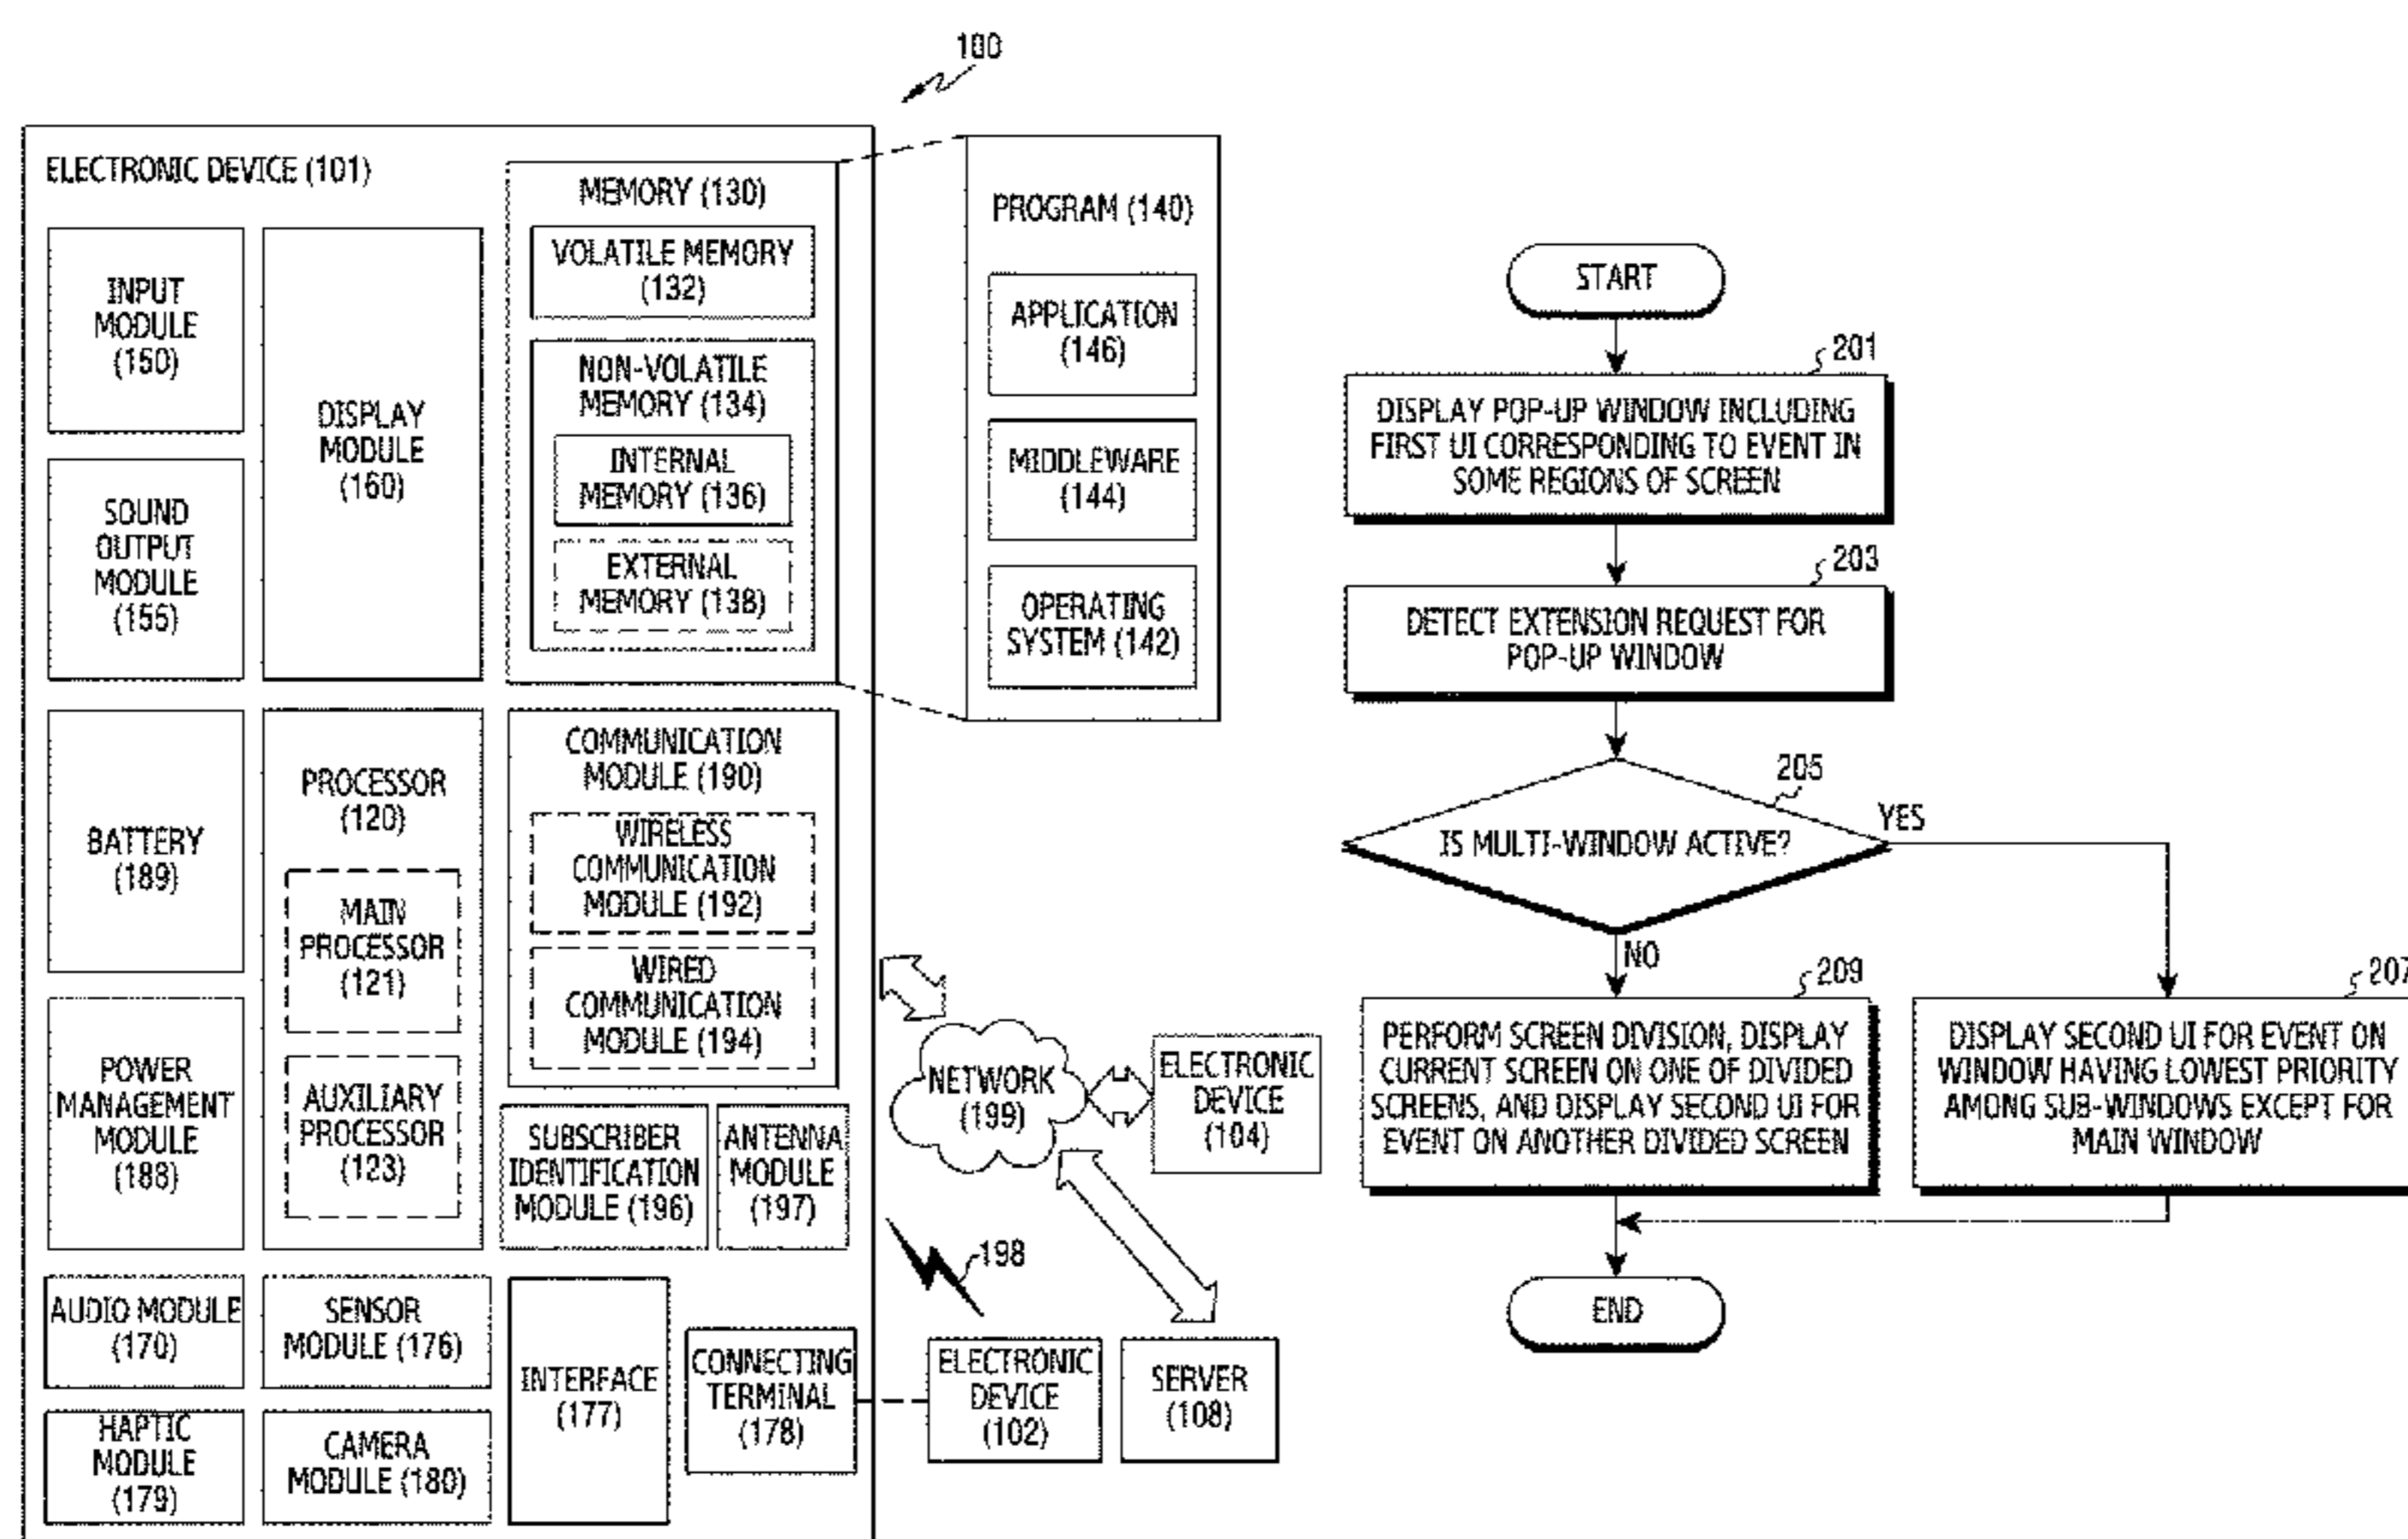 100
ELECTRONIC DEVICE (101)
INPUT
MODULE
(150)
SOUND
OUTPUT
MODULE
(155)
DISPLAY
MODULE
(160)
MEMORY (130)
VOLATILE MEMORY
(132)
NON-VOLATILE
MEMORY (134)
INTERNAL
MEMORY (136)
EXTERNAL
MEMORY (138)
PROGRAM (140)
APPLICATION
(146)
MIDDLEWARE
(144)
OPERATING
SYSTEM (142)
BATTERY
(189)
POWER
MANAGEMENT
MODULE
(188)
PROCESSOR
(120)
MAIN
PROCESSOR
(121)
AUXILIARY
PROCESSOR
(123)
COMMUNICATION
MODULE (190)
WIRELESS
COMMUNICATION
MODULE (192)
WIRED
COMMUNICATION
MODULE (194)
SUBSCRIBER
IDENTIFICATION
MODULE (196)
ANTENNA
MODULE
(197)
AUDIO MODULE
(170)
SENSOR
MODULE (176)
HAPTIC
MODULE
(179)
CAMERA
MODULE (180)
INTERFACE
(177)
CONNECTING
TERMINAL
(178)
NETWORK
(199)
ELECTRONIC
DEVICE
(104)
198
ELECTRONIC
DEVICE
(102)
SERVER
(108)
START
201
DISPLAY POP-UP WINDOW INCLUDING
FIRST UI CORRESPONDING TO EVENT IN
SOME REGIONS OF SCREEN
203
DETECT EXTENSION REQUEST FOR
POP-UP WINDOW
205
IS MULTI-WINDOW ACTIVE?
YES
NO
209
PERFORM SCREEN DIVISION, DISPLAY
CURRENT SCREEN ON ONE OF DIVIDED
SCREENS, AND DISPLAY SECOND UI FOR
EVENT ON ANOTHER DIVIDED SCREEN
207
DISPLAY SECOND UI FOR EVENT ON
WINDOW HAVING LOWEST PRIORITY
AMONG SUB-WINDOWS EXCEPT FOR
MAIN WINDOW
END